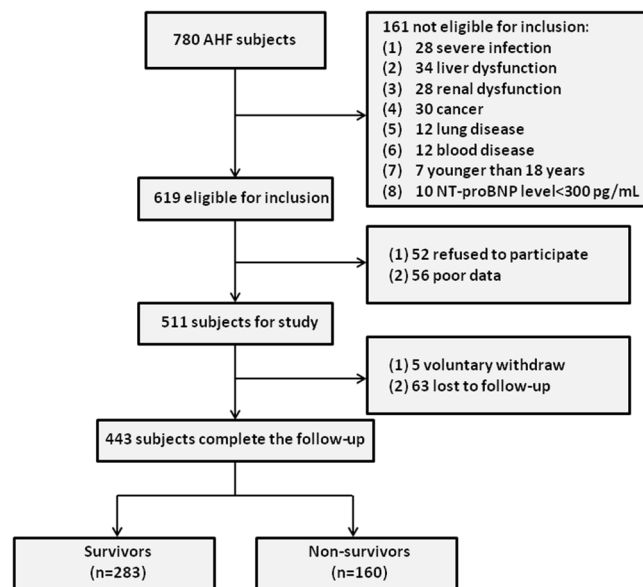 780 AHF subjects
161 not eligible for inclusion:
(1) 28 severe infection
(2) 34 liver dysfunction
(3) 28 renal dysfunction
(4) 30 cancer
(5) 12 lung disease
(6) 12 blood disease
(7) 7 younger than 18 years
(8) 10 NT-proBNP level<300 pg/mL
619 eligible for inclusion
(1) 52 refused to participate
(2) 56 poor data
511 subjects for study
(1) 5 voluntary withdraw
(2) 63 lost to follow-up
443 subjects complete the follow-up
Survivors
(n=283)
Non-survivors
(n=160)